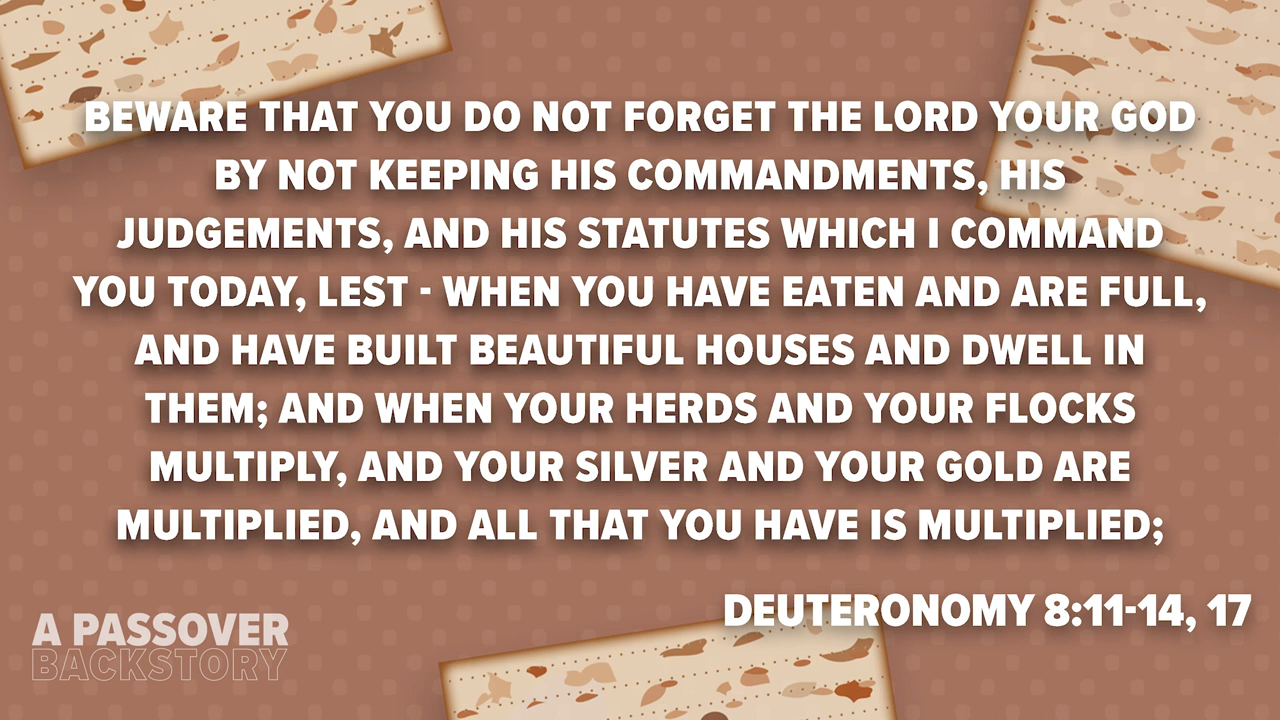 BEWARE THAT YOU DO NOT FORGET THE LORD YOUR GOD
BY NOT KEEPING HIS COMMANDMENTS, HIS
JUDGEMENTS, AND HIS STATUTES WHICH I COMMAND
YOU TODAY, LEST - WHEN YOU HAVE EATEN AND ARE FULL,
AND HAVE BUILT BEAUTIFUL HOUSES AND DWELL IN
THEM; AND WHEN YOUR HERDS AND YOUR FLOCKS
MULTIPLY, AND YOUR SILVER AND YOUR GOLD ARE
MULTIPLIED, AND ALL THAT YOU HAVE IS MULTIPLIED;
DEUTERONOMY 8:11-14, 17
A PASSOVER
BACKSTORY